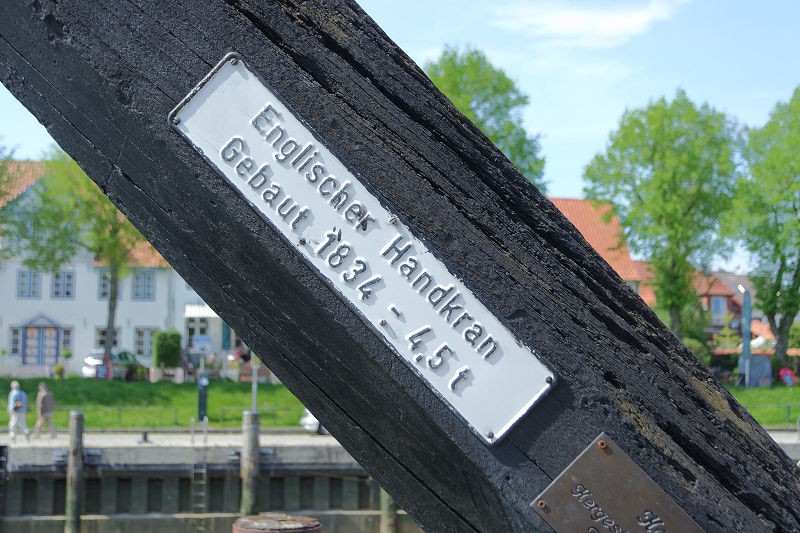 Englischer Handkran
Gebaut 1834 - 4,5 t